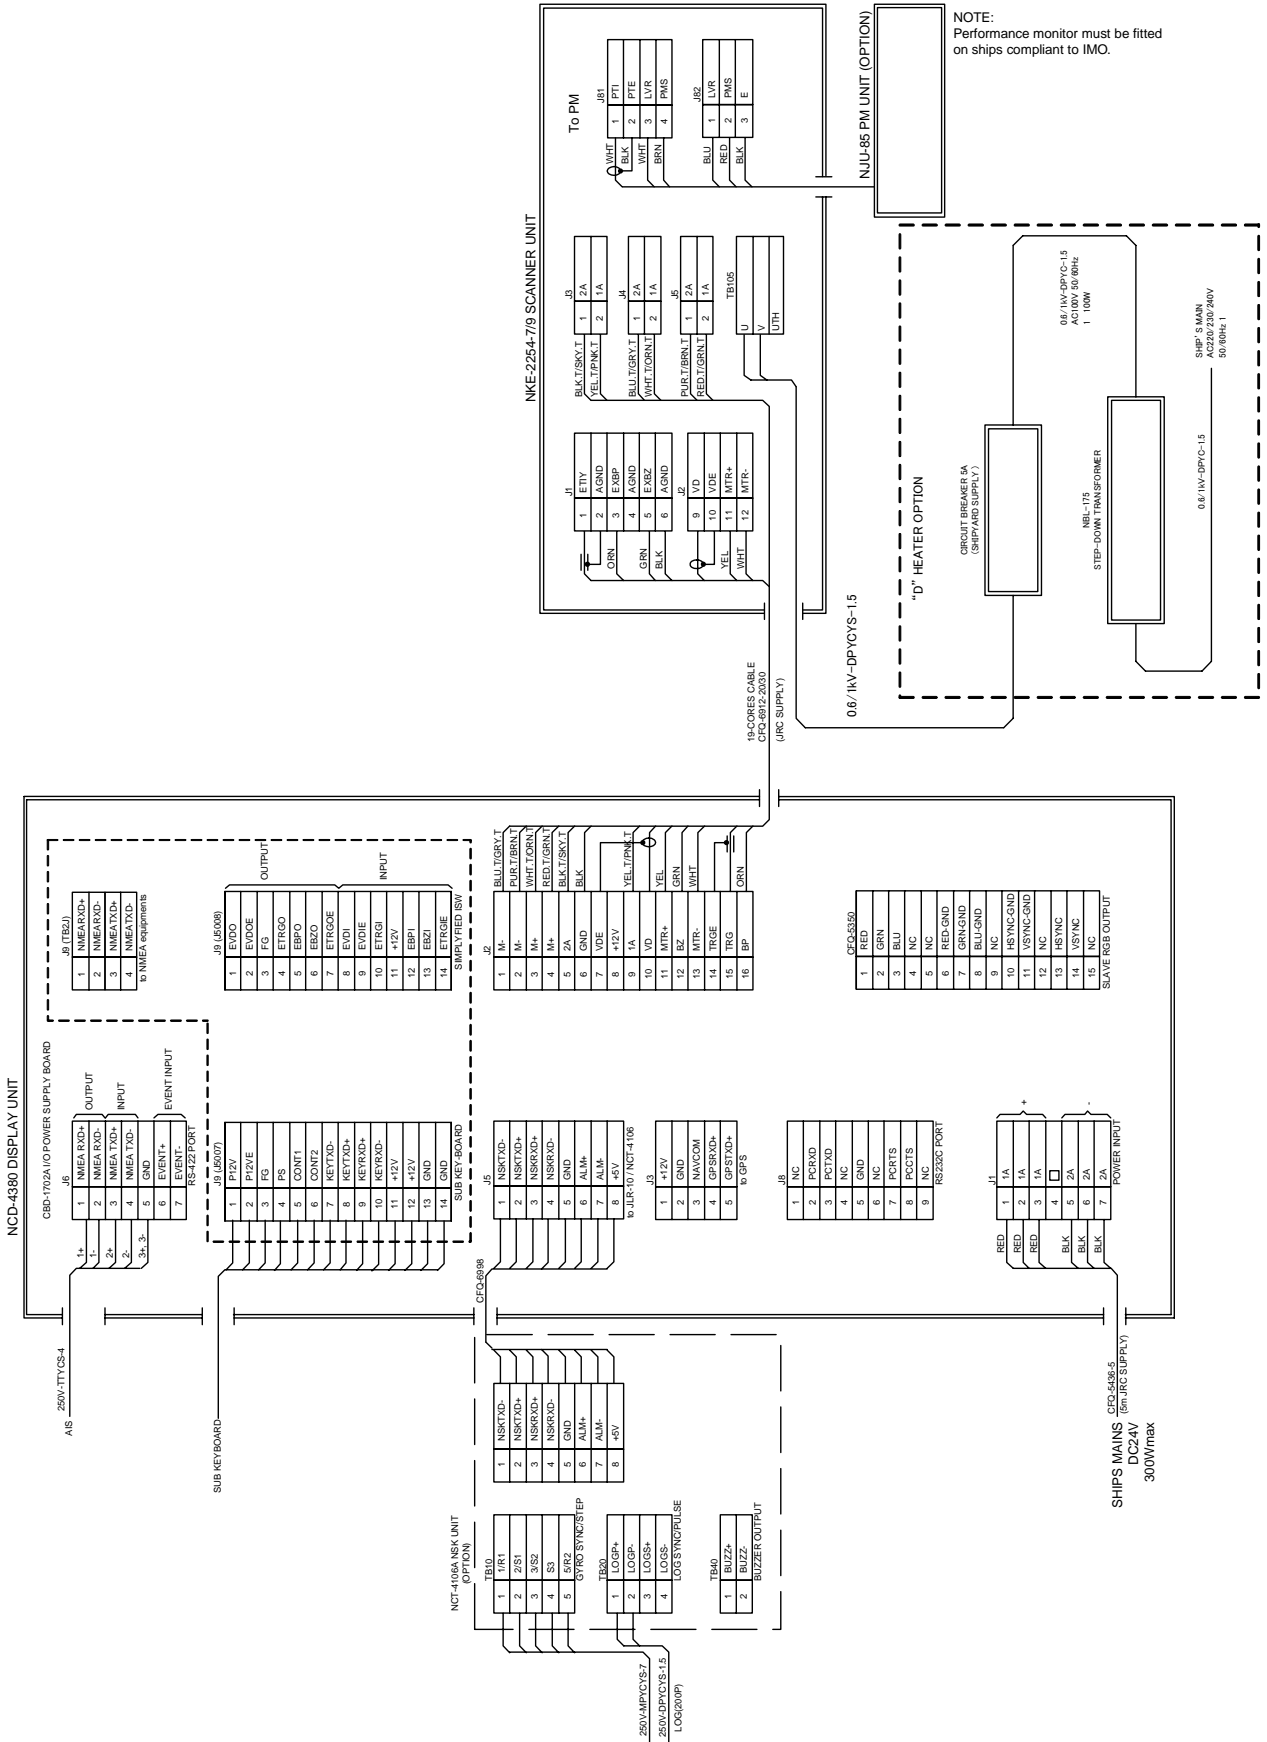 NOTE:
Performance monitor must be fitted
on ships compliant to IMO.
NJU-85 PM UNIT (OPTION)
NKE-2254-7/9 SCANNER UNIT
To PM
J81
1 PTI
2 PTE
3 LVR
4 PMS
WHT
BLK
WHT
BRN
J82
1 LVR
2 PMS
3 E
BLU
RED
BLK
J3
1 2A
2 1A
BLK.T/SKY.T
YEL.T/PNK.T
J4
1 2A
2 1A
BLU.T/GRY.T
WHT.T/ORN.T
J5
1 2A
2 1A
PUR.T/BRN.T
RED.T/GRN.T
TB105
U
V
UTH
J1
1 ETIY
2 AGND
3 EXBP
4 AGND
5 EXBZ
6 AGND
ORN
GRN
BLK
J2
9 VD
10 VDE
11 MTR+
12 MTR-
YEL
WHT
"D" HEATER OPTION
CIRCUIT BREAKER 5A
(SHIPYARD SUPPLY)
NBL-175
STEP-DOWN TRANSFORMER
0.6/1kV-DPYC-1.5
AC100V 50/60Hz
1 100W
SHIP'S MAIN
AC220/230/240V
50/60Hz 1
0.6/1kV-DPYC-1.5
0.6/1kV-DPYCYS-1.5
19-CORES CABLE
CFQ-6912-20/30
(JRC SUPPLY)
NCD-4380 DISPLAY UNIT
CBD-1702A I/O POWER SUPPLY BOARD
J6
1 NMEA RXD+
2 NMEA RXD-
3 NMEA TXD+
4 NMEA TXD-
5 GND
6 EVENT+
7 EVENT-
RS-422 PORT
OUTPUT
INPUT
EVENT INPUT
1+
1-
2+
2-
3+, 3-
AIS
250V-TTYCS-4
J9 (TB2J)
1 NMEARXD+
2 NMEARXD-
3 NMEATXD+
4 NMEATXD-
to NMEA equipments
J9 (J5008)
1 EVDO
2 EVDOE
3 FG
4 ETRGO
5 EBPO
6 EBZO
7 ETRGOE
8 EVDI
9 EVDIE
10 ETRGI
11 +12V
12 EBPI
13 EBZI
14 ETRGIE
SIMPLYFIED ISW
OUTPUT
INPUT
J9 (J5007)
1 P12V
2 P12VE
3 FG
4 PS
5 CONT1
6 CONT2
7 KEYTXD-
8 KEYTXD+
9 KEYRXD+
10 KEYRXD-
11 +12V
12 +12V
13 GND
14 GND
SUB KEY-BOARD
SUB KEYBOARD
J2
1 M-
2 M-
3 M+
4 M+
5 2A
6 GND
7 VDE
8 +12V
9 1A
10 VD
11 MTR+
12 BZ
13 MTR-
14 TRGE
15 TRG
16 BP
BLU.T/GRY.T
PUR.T/BRN.T
WHT.T/ORN.T
RED.T/GRN.T
BLK.T/SKY.T
BLK
YEL.T/PNK.T
YEL
GRN
WHT
ORN
J5
1 NSKTXD-
2 NSKTXD+
3 NSKRXD+
4 NSKRXD-
5 GND
6 ALM+
7 ALM-
8 +5V
to JLR-10 / NCT-4106
CFQ-6998
J3
1 +12V
2 GND
3 NAVCOM
4 GPSRXD+
5 GPSTXD+
to GPS
J8
1 NC
2 PCRXD
3 PCTXD
4 NC
5 GND
6 NC
7 PCRTS
8 PCCTS
9 NC
RS232C PORT
CFQ-5350
1 RED
2 GRN
3 BLU
4 NC
5 NC
6 RED-GND
7 GRN-GND
8 BLU-GND
9 NC
10 HSYNC-GND
11 VSYNC-GND
12 NC
13 HSYNC
14 VSYNC
15 NC
SLAVE RGB OUTPUT
J1
1 1A
2 1A
3 1A
4
5 2A
6 2A
7 2A
POWER INPUT
+
-
RED
RED
RED
BLK
BLK
BLK
CFQ-5436-5
(5m JRC SUPPLY)
SHIPS MAINS
DC24V
300Wmax
NCT-4106A NSK UNIT
(OPTION)
1 NSKTXD-
2 NSKTXD+
3 NSKRXD+
4 NSKRXD-
5 GND
6 ALM+
7 ALM-
8 +5V
TB10
1 1/R1
2 2/S1
3 3/S2
4 S3
5 5/R2
GYRO SYNC/STEP
TB20
1 LOGP+
2 LOGP-
3 LOGS+
4 LOGS-
LOG SYNC/PULSE
TB40
1 BUZZ+
2 BUZZ-
BUZZER OUTPUT
250V-MPYCYS-7
250V-DPYCYS-1.5
LOG(200P)